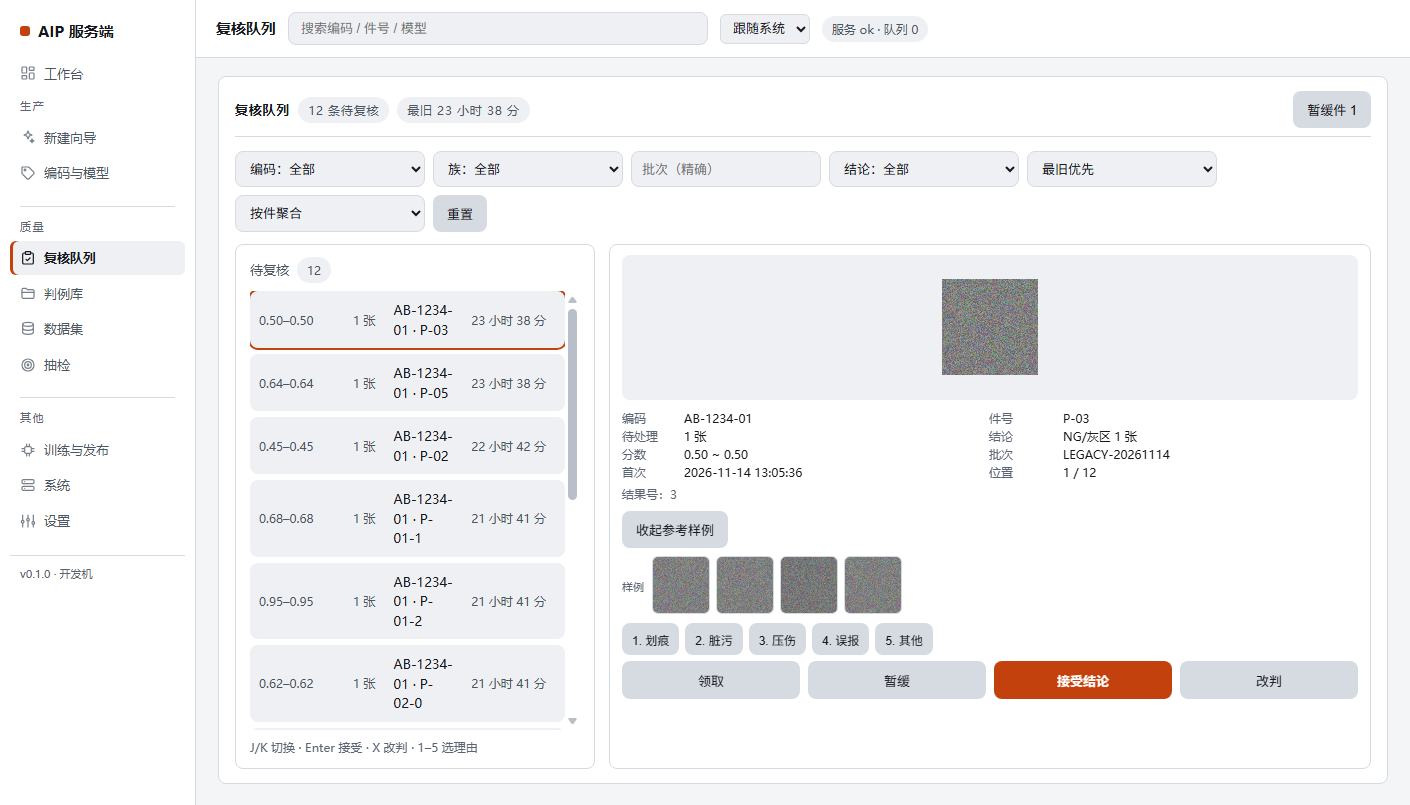 AIP 服务端
工作台
生产
新建向导
编码与模型
质量
复核队列
判例库
数据集
抽检
其他
训练与发布
系统
设置
v0.1.0 · 开发机
复核队列
搜索编码 / 件号 / 模型
跟随系统
服务 ok · 队列 0
复核队列
12 条待复核
最旧 23 小时 38 分
暂缓件 1
编码：全部
族：全部
批次（精确）
结论：全部
最旧优先
按件聚合
重置
待复核 12
0.50–0.50 1 张 AB-1234-
01 · P-03 23 小时 38 分
0.64–0.64 1 张 AB-1234-
01 · P-05 23 小时 38 分
0.45–0.45 1 张 AB-1234-
01 · P-02 22 小时 42 分
0.68–0.68 1 张 AB-1234-
01 · P-
01-1 21 小时 41 分
0.95–0.95 1 张 AB-1234-
01 · P-
01-2 21 小时 41 分
0.62–0.62 1 张 AB-1234-
01 · P-
02-0 21 小时 41 分
J/K 切换 · Enter 接受 · X 改判 · 1–5 选理由
编码 AB-1234-01 件号 P-03
待处理 1 张 结论 NG/灰区 1 张
分数 0.50 ~ 0.50 批次 LEGACY-20261114
首次 2026-11-14 13:05:36 位置 1 / 12
结果号：3
收起参考样例
样例
1. 划痕 2. 脏污 3. 压伤 4. 误报 5. 其他
领取 暂缓 接受结论 改判